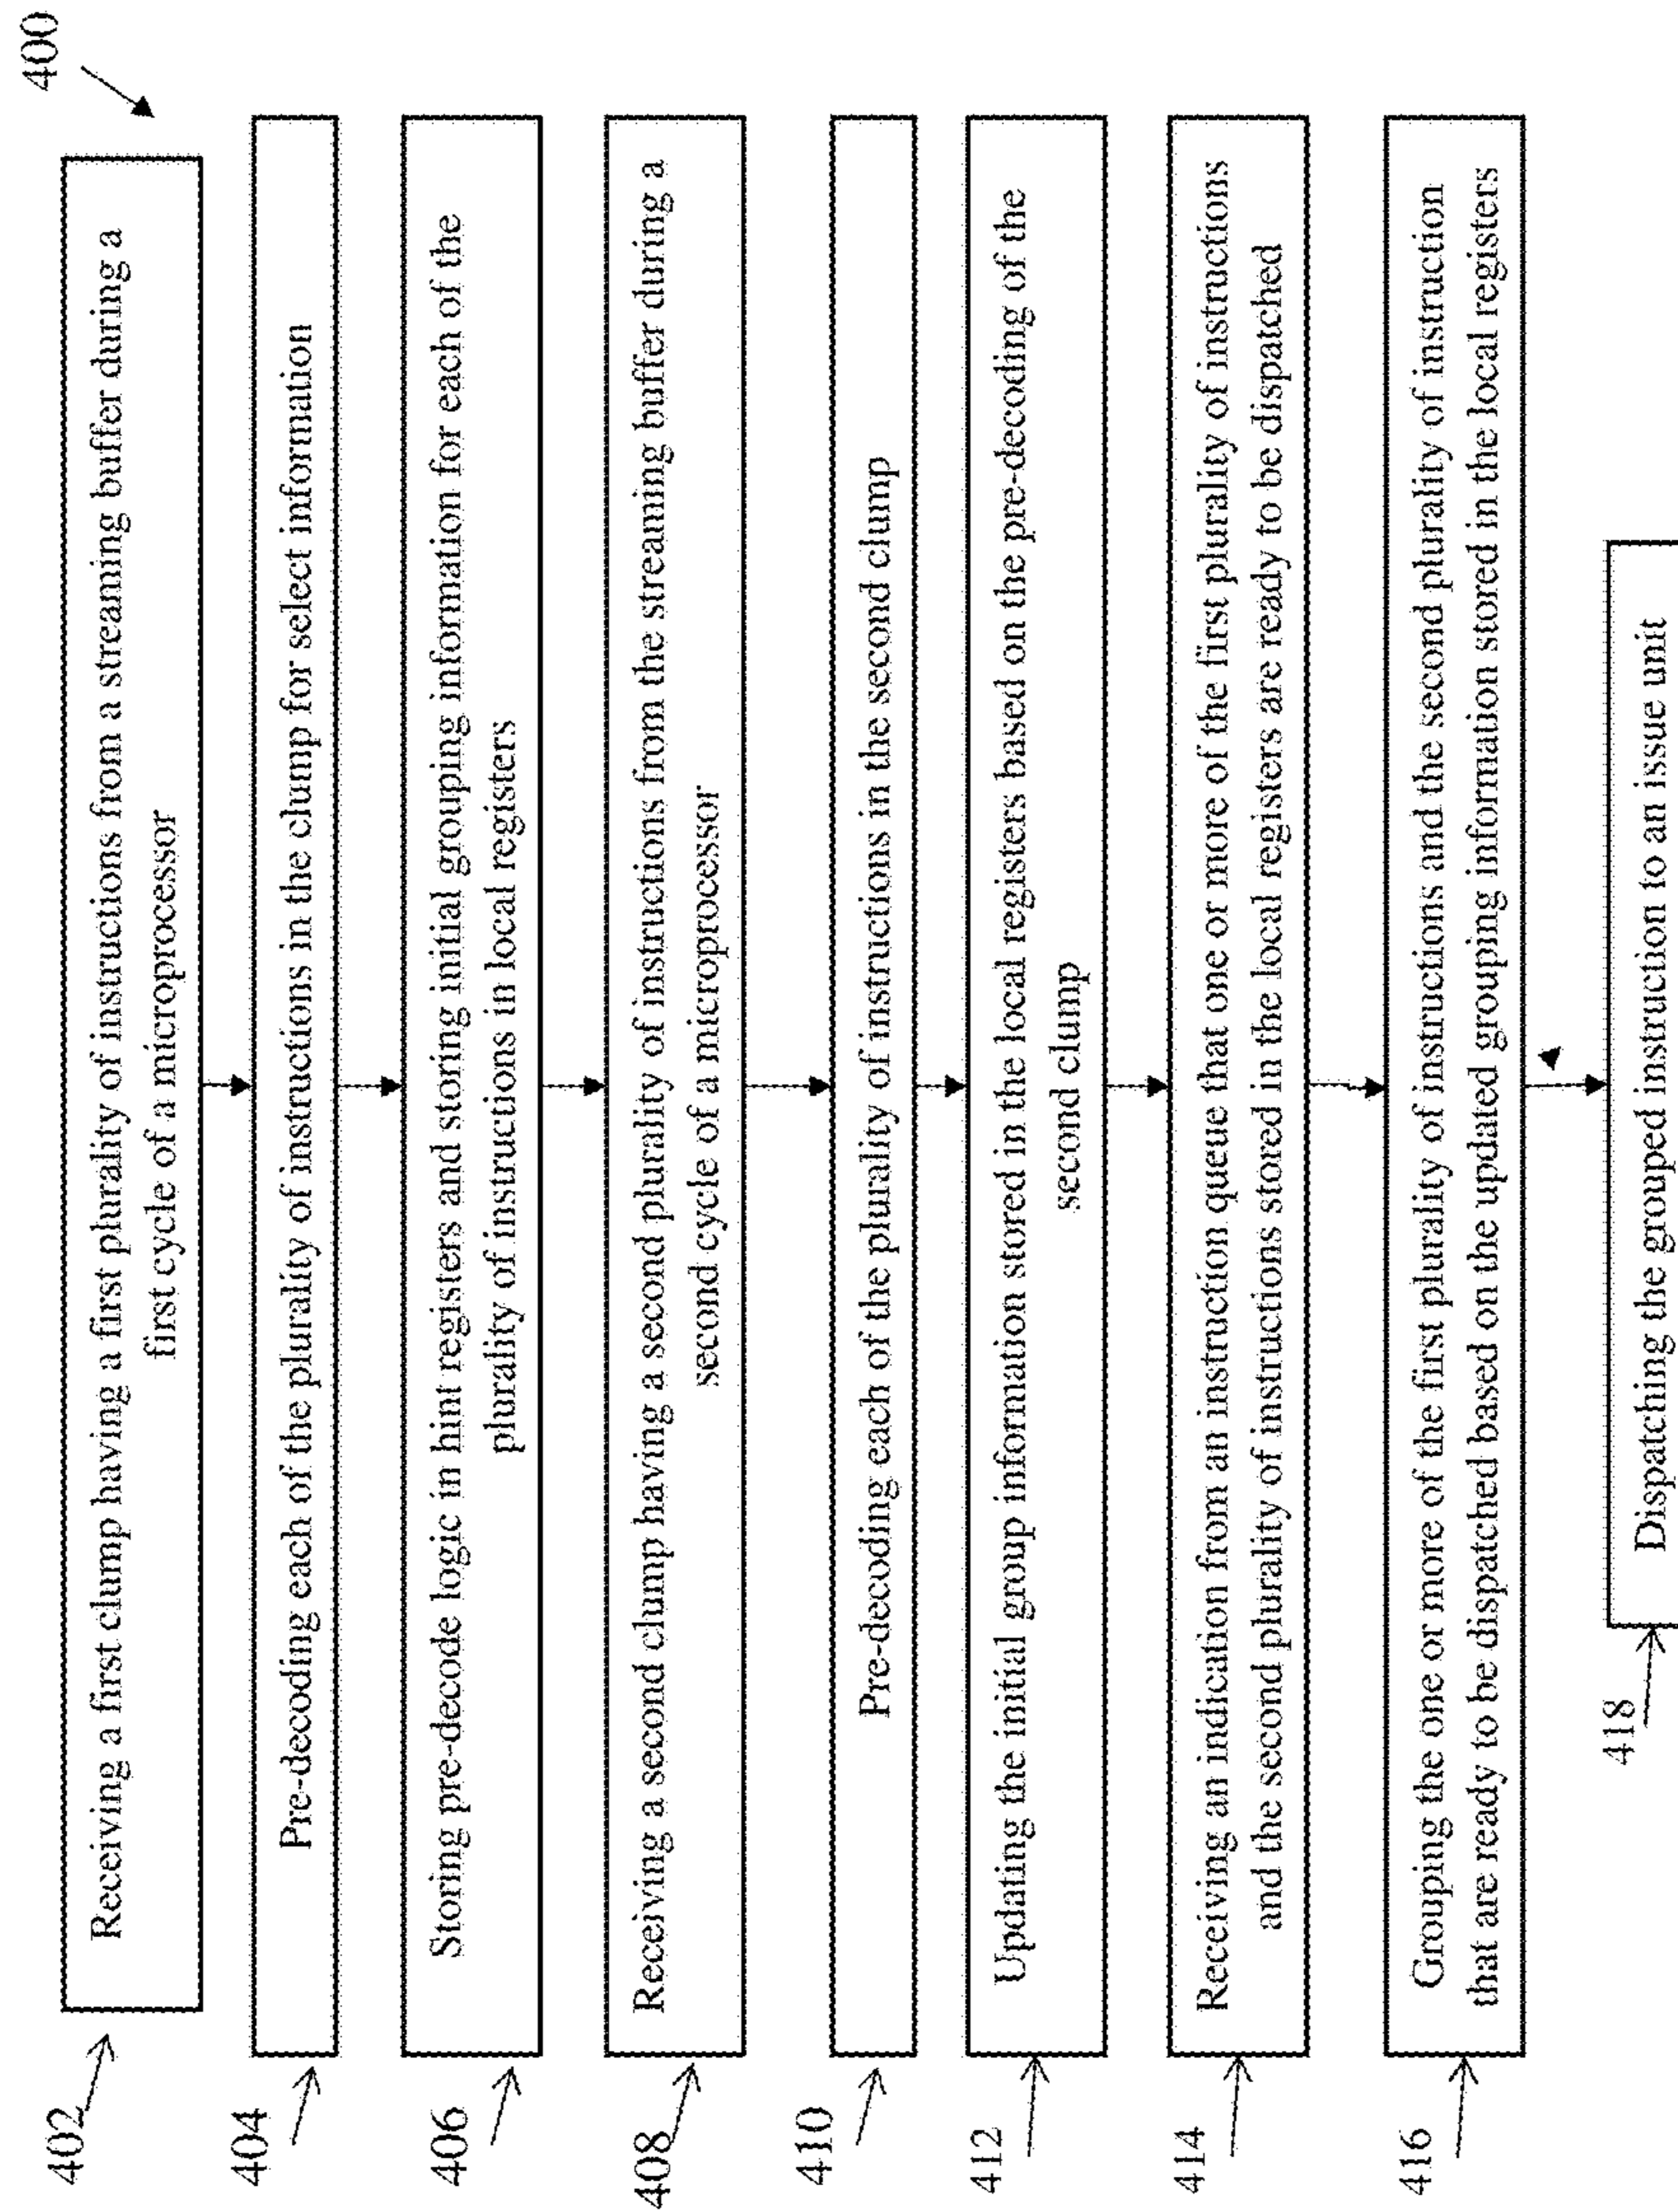 400
402
Receiving a first clump having a first plurality of instructions from a streaming buffer during a
first cycle of a microprocessor
404
Pre-decoding each of the plurality of instructions in the clump for select information
406
Storing pre-decode logic in hint registers and storing initial grouping information for each of the
plurality of instructions in local registers
408
Receiving a second clump having a second plurality of instructions from the streaming buffer during a
second cycle of a microprocessor
410
Pre-decoding each of the plurality of instructions in the second clump
412
Updating the initial group information stored in the local registers based on the pre-decoding of the
second clump
414
Receiving an indication from an instruction queue that one or more of the first plurality of instructions
and the second plurality of instructions stored in the local registers are ready to be dispatched
416
Grouping the one or more of the first plurality of instructions and the second plurality of instruction
that are ready to be dispatched based on the updated grouping information stored in the local registers
418
Dispatching the grouped instruction to an issue unit